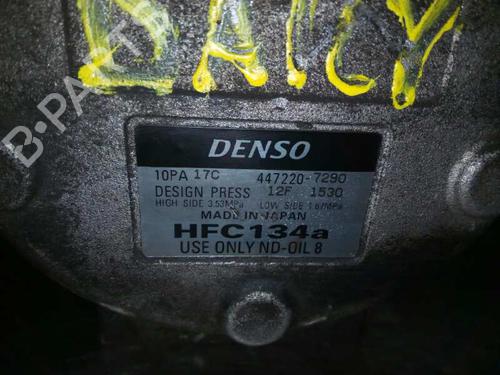 DENSO
10PA 17C 447220-7290
DESIGN PRESS 12F 1530
HIGH SIDE 3.53MPa LOW SIDE 1.67MPa
MADE IN JAPAN
HFC134a
USE ONLY ND-OIL 8
B-PARTS